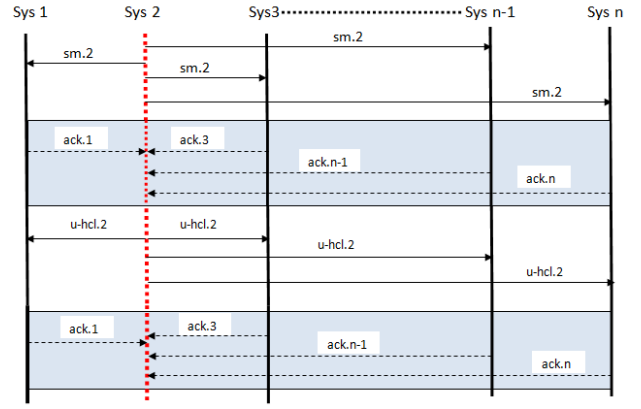 Sys 1 Sys 2 Sys3 Sys n-1 Sys n
sm.2
sm.2
sm.2
sm.2
ack.1 ack.3
ack.n-1
ack.n
u-hcl.2 u-hcl.2
u-hcl.2
u-hcl.2
ack.1 ack.3
ack.n-1
ack.n